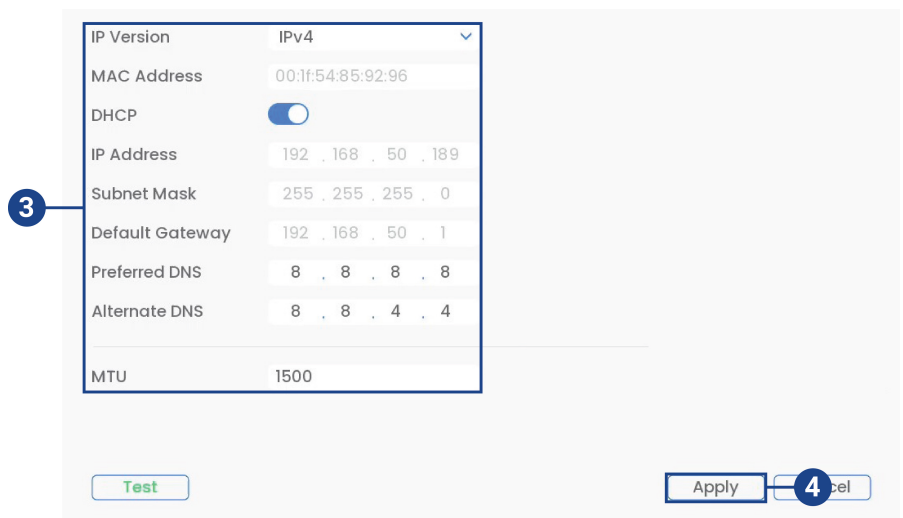 IP Version IPv4
MAC Address 00:1f:54:85:92:96
DHCP
IP Address 192 . 168 . 50 . 189
3
Subnet Mask 255 . 255 . 255 . 0
Default Gateway 192 . 168 . 50 . 1
Preferred DNS 8 . 8 . 8 . 8
Alternate DNS 8 . 8 . 4 . 4
MTU 1500
Test Apply 4 cel